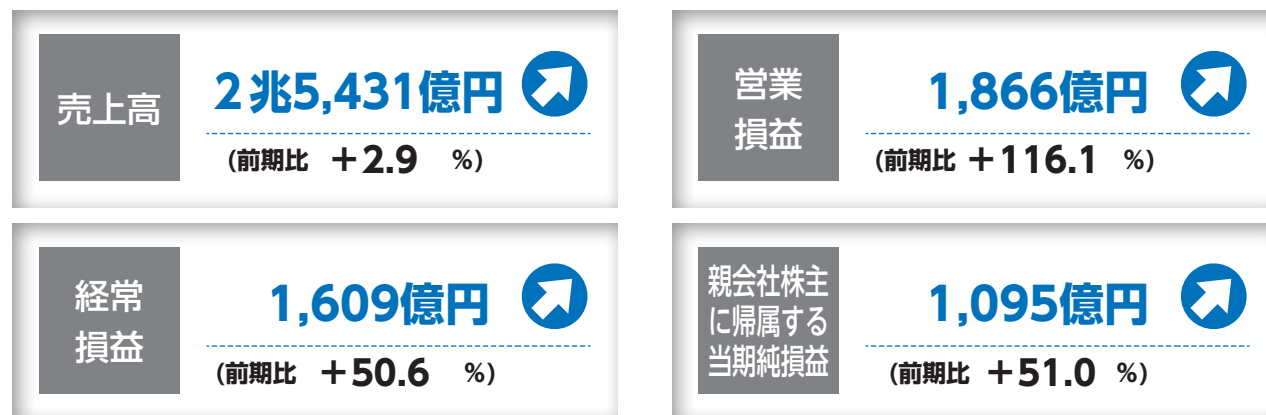 売上高
2兆5,431億円
(前期比 +2.9 %)
営業
損益
1,866億円
(前期比 +116.1 %)
経常
損益
1,609億円
(前期比 +50.6 %)
親会社株主
に帰属する
当期純損益
1,095億円
(前期比 +51.0 %)